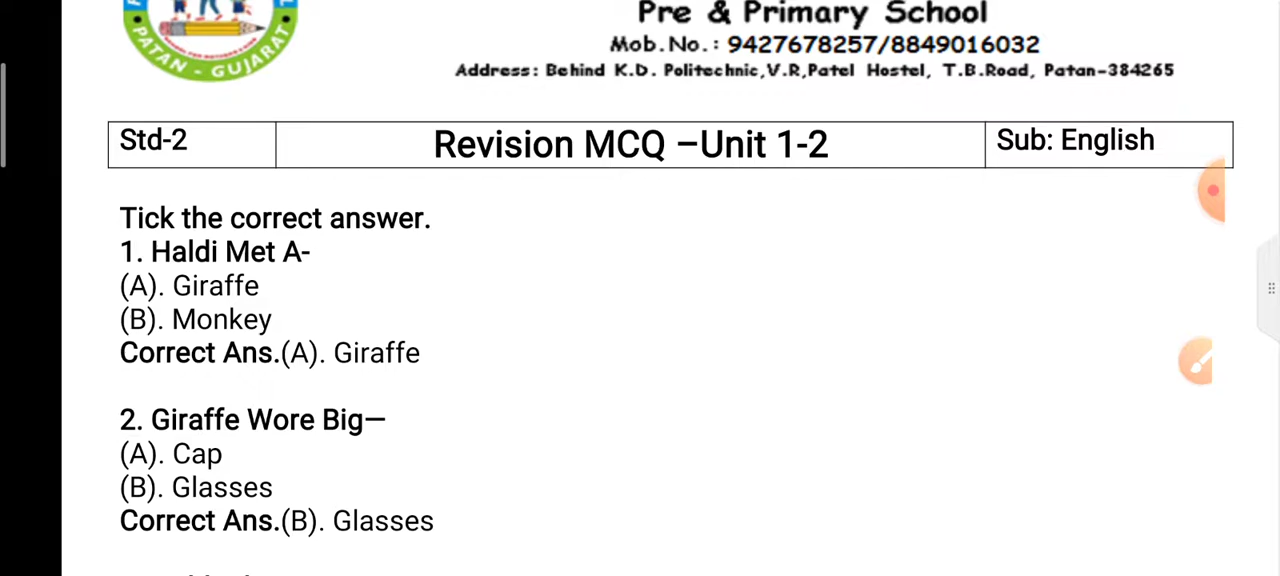 PATAN - GUJARAT
Pre & Primary School
Mob.No.: 9427678257/8849016032
Address: Behind K.D. Politechnic,V.R,Patel Hostel, T.B.Road, Patan-384265
Std-2
Revision MCQ –Unit 1-2
Sub: English
Tick the correct answer.
1. Haldi Met A-
(A). Giraffe
(B). Monkey
Correct Ans.(A). Giraffe
2. Giraffe Wore Big—
(A). Cap
(B). Glasses
Correct Ans.(B). Glasses